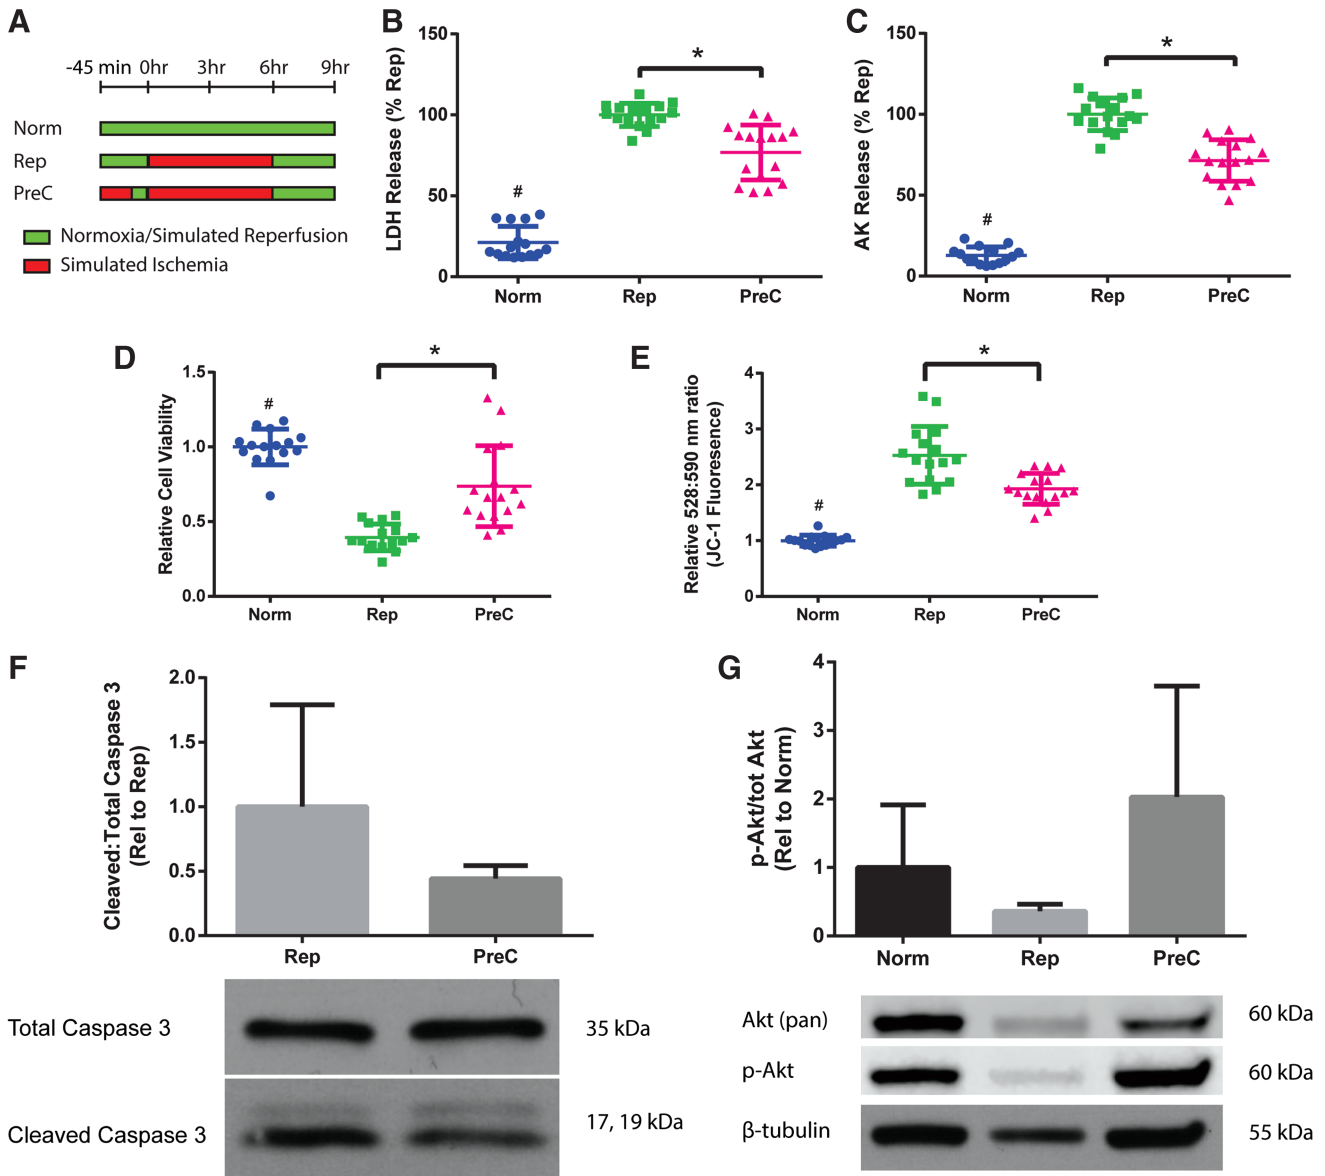 A
-45 min 0hr 3hr 6hr 9hr
Norm
Rep
PreC
Normoxia/Simulated Reperfusion
Simulated Ischemia
B
LDH Release (% Rep)
150
100
50
0
#
*
Norm Rep PreC
C
AK Release (% Rep)
150
100
50
0
#
*
Norm Rep PreC
D
Relative Cell Viability
1.5
1.0
0.5
0.0
#
*
Norm Rep PreC
E
Relative 528:590 nm ratio
(JC-1 Fluoresence)
4
3
2
1
0
#
*
Norm Rep PreC
F
Cleaved:Total Caspase 3
(Rel to Rep)
2.0
1.5
1.0
0.5
0.0
Rep PreC
Total Caspase 3
35 kDa
Cleaved Caspase 3
17, 19 kDa
G
p-Akt/tot Akt
(Rel to Norm)
4
3
2
1
0
Norm Rep PreC
Akt (pan)
60 kDa
p-Akt
60 kDa
β-tubulin
55 kDa